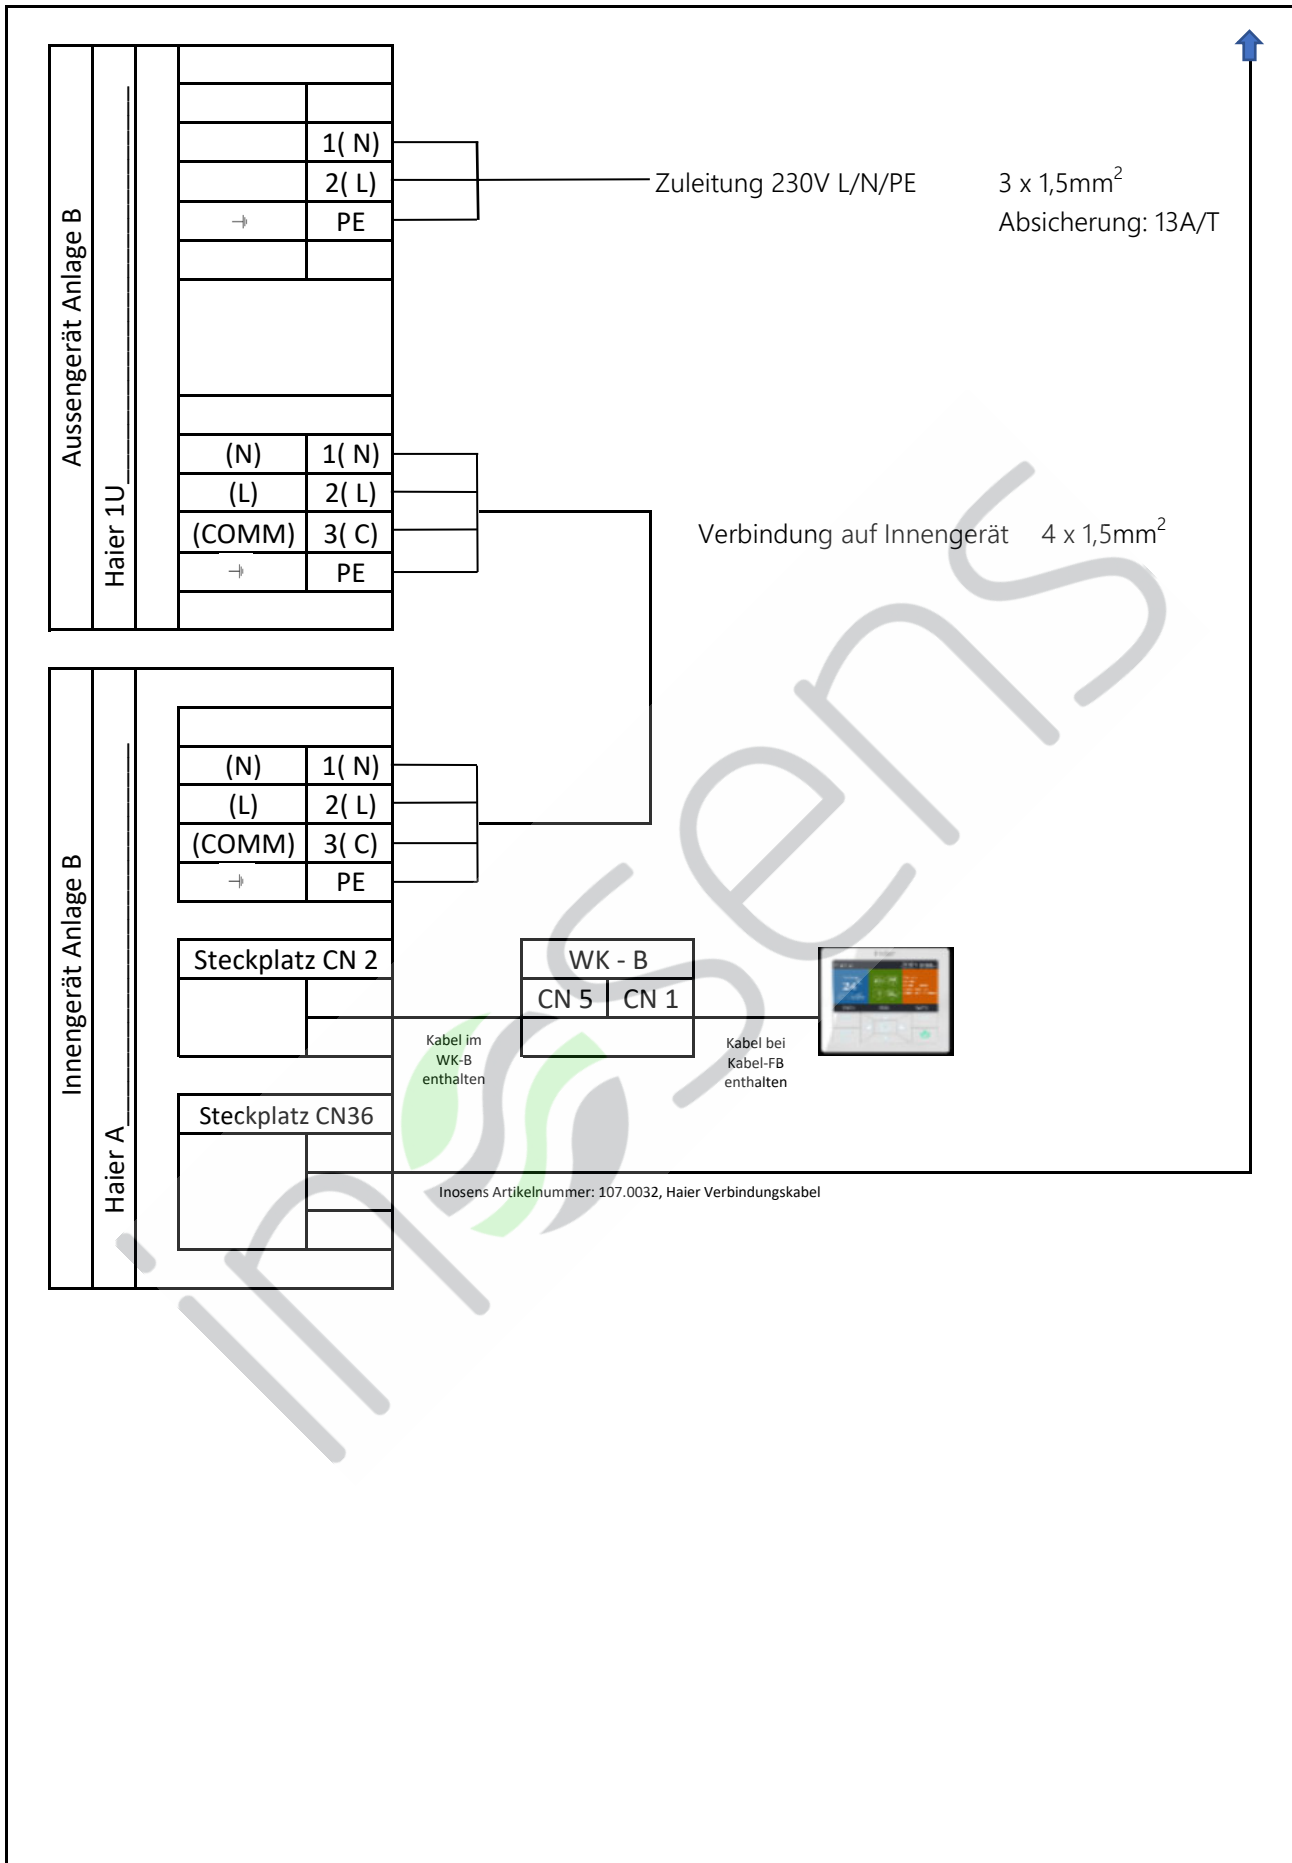 Aussengerät Anlage B
Haier 1U_______________________________
1( N)
2( L)
PE
Zuleitung 230V L/N/PE 3 x 1,5mm²
Absicherung: 13A/T
(N) 1( N)
(L) 2( L)
(COMM) 3( C)
PE
Verbindung auf Innengerät 4 x 1,5mm²
Innengerät Anlage B
Haier A_______________________________
(N) 1( N)
(L) 2( L)
(COMM) 3( C)
PE
Steckplatz CN 2
WK - B
CN 5 CN 1
Kabel im
WK-B
enthalten
Kabel bei
Kabel-FB
enthalten
Steckplatz CN36
Inosens Artikelnummer: 107.0032, Haier Verbindungskabel
inosens